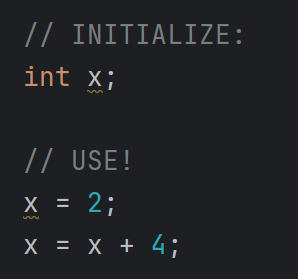 // INITIALIZE:
int x;
// USE!
x = 2;
x = x + 4;